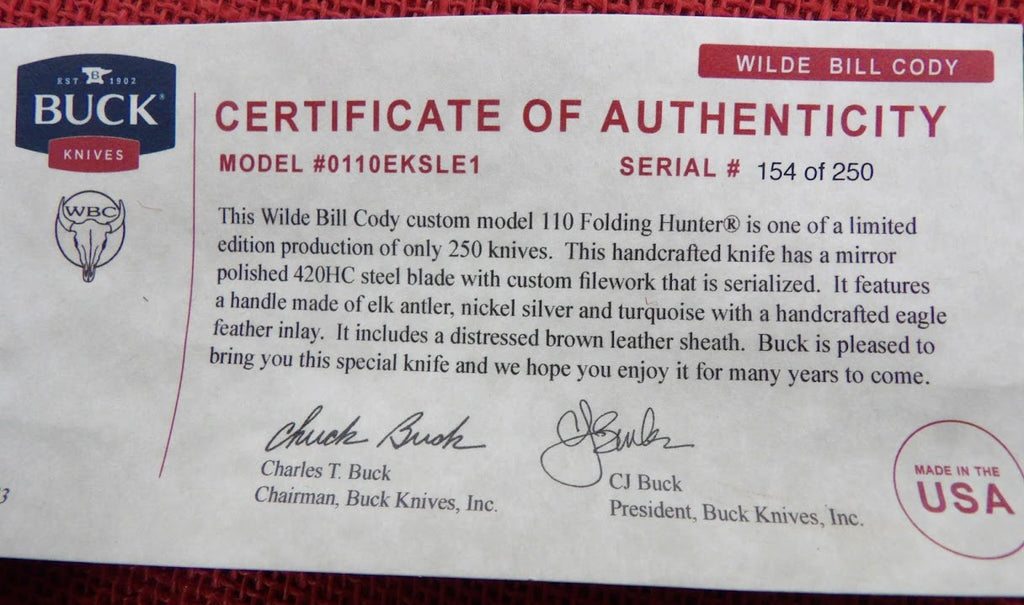 WILDE BILL CODY
EST. B 1902
BUCK®
KNIVES
WBC
CERTIFICATE OF AUTHENTICITY
MODEL #0110EKSLE1 SERIAL # 154 of 250
This Wilde Bill Cody custom model 110 Folding Hunter® is one of a limited
edition production of only 250 knives. This handcrafted knife has a mirror
polished 420HC steel blade with custom filework that is serialized. It features
a handle made of elk antler, nickel silver and turquoise with a handcrafted eagle
feather inlay. It includes a distressed brown leather sheath. Buck is pleased to
bring you this special knife and we hope you enjoy it for many years to come.
Chuck Buck
CJ Buck
Charles T. Buck
Chairman, Buck Knives, Inc.
CJ Buck
President, Buck Knives, Inc.
MADE IN THE
USA
3